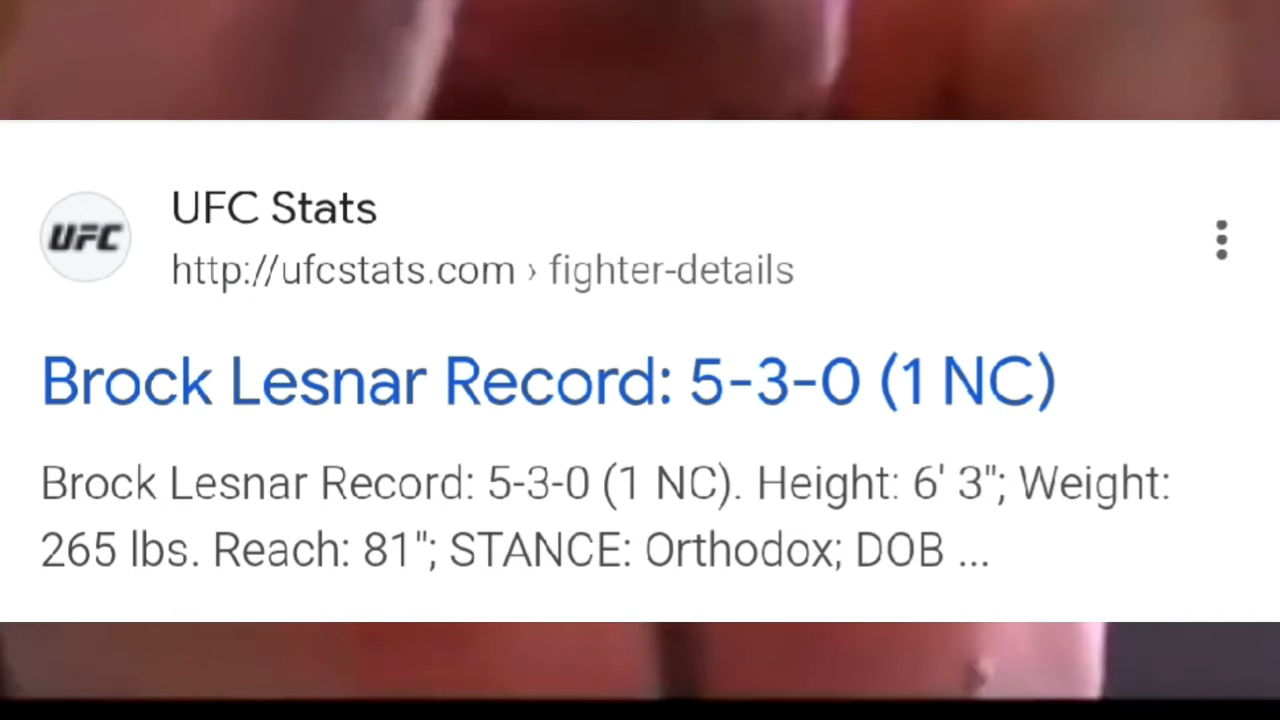 UFC
UFC Stats
http://ufcstats.com › fighter-details
Brock Lesnar Record: 5-3-0 (1 NC)
Brock Lesnar Record: 5-3-0 (1 NC). Height: 6' 3"; Weight:
265 lbs. Reach: 81"; STANCE: Orthodox; DOB ...